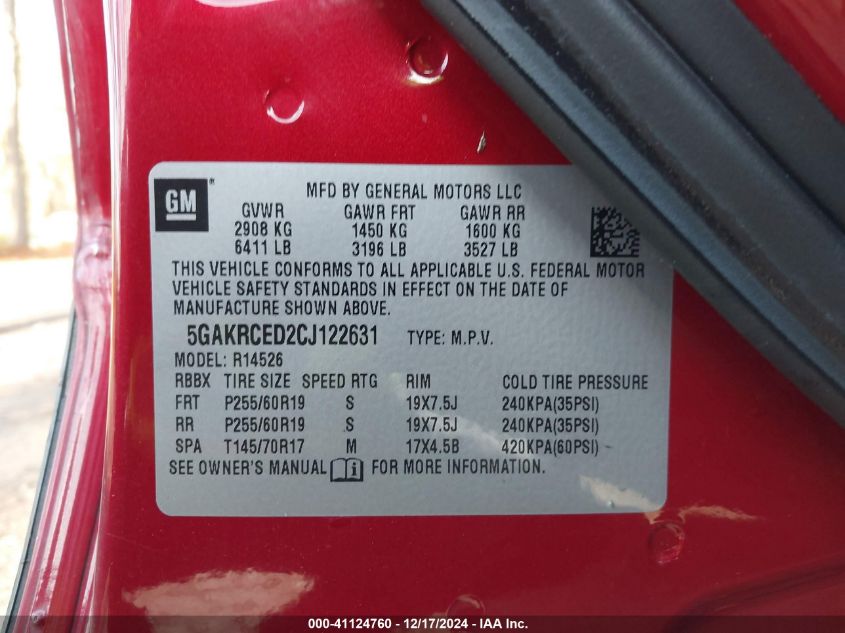 GM
MFD BY GENERAL MOTORS LLC
GVWR GAWR FRT GAWR RR
2908 KG 1450 KG 1600 KG
6411 LB 3196 LB 3527 LB
THIS VEHICLE CONFORMS TO ALL APPLICABLE U.S. FEDERAL MOTOR
VEHICLE SAFETY STANDARDS IN EFFECT ON THE DATE OF
MANUFACTURE SHOWN ABOVE.
5GAKRCED2CJ122631 TYPE: M.P.V.
MODEL: R14526
RBBX TIRE SIZE SPEED RTG RIM COLD TIRE PRESSURE
FRT P255/60R19 S 19X7.5J 240KPA(35PSI)
RR P255/60R19 S 19X7.5J 240KPA(35PSI)
SPA T145/70R17 M 17X4.5B 420KPA(60PSI)
SEE OWNER'S MANUAL FOR MORE INFORMATION.
000-41124760 - 12/17/2024 - IAA Inc.